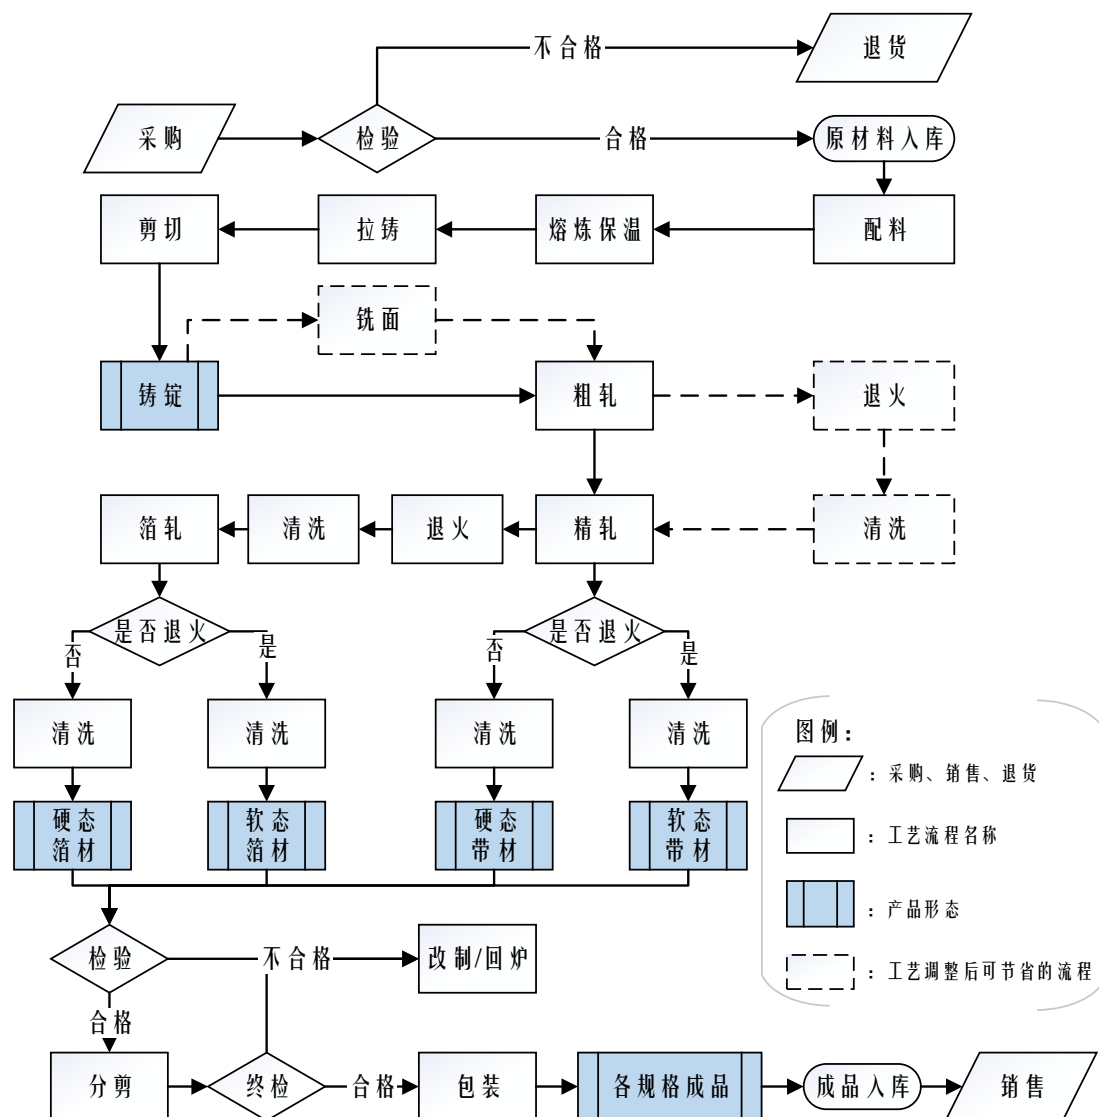 不合格
退货
采购
检验
合格
原材料入库
剪切
拉铸
熔炼保温
配料
铣面
铸锭
粗轧
退火
箔轧
清洗
退火
精轧
清洗
是否退火
是否退火
否
是
否
是
清洗
清洗
清洗
清洗
硬态
箔材
软态
箔材
硬态
带材
软态
带材
图例：
：采购、销售、退货
：工艺流程名称
：产品形态
：工艺调整后可节省的流程
检验
不合格
改制/回炉
合格
分剪
终检
合格
包装
各规格成品
成品入库
销售